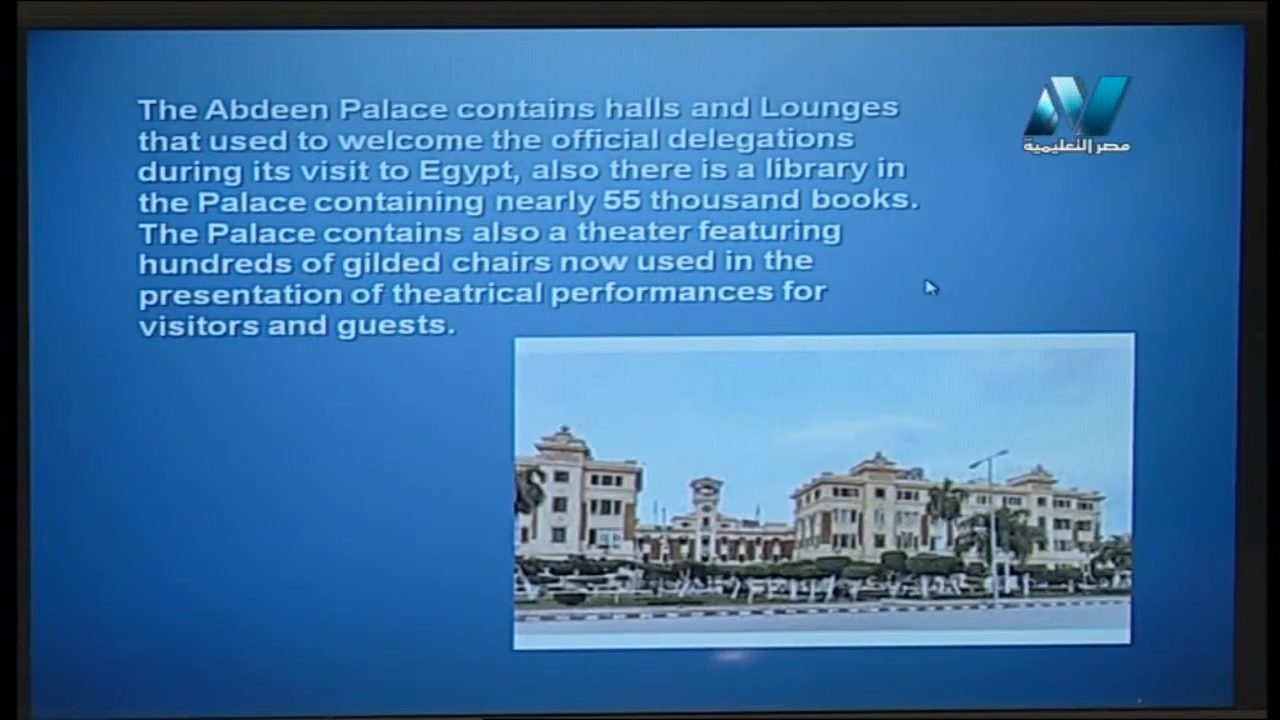 The Abdeen Palace contains halls and Lounges
that used to welcome the official delegations
during its visit to Egypt, also there is a library in
the Palace containing nearly 55 thousand books.
The Palace contains also a theater featuring
hundreds of gilded chairs now used in the
presentation of theatrical performances for
visitors and guests.
مصر التعليمية